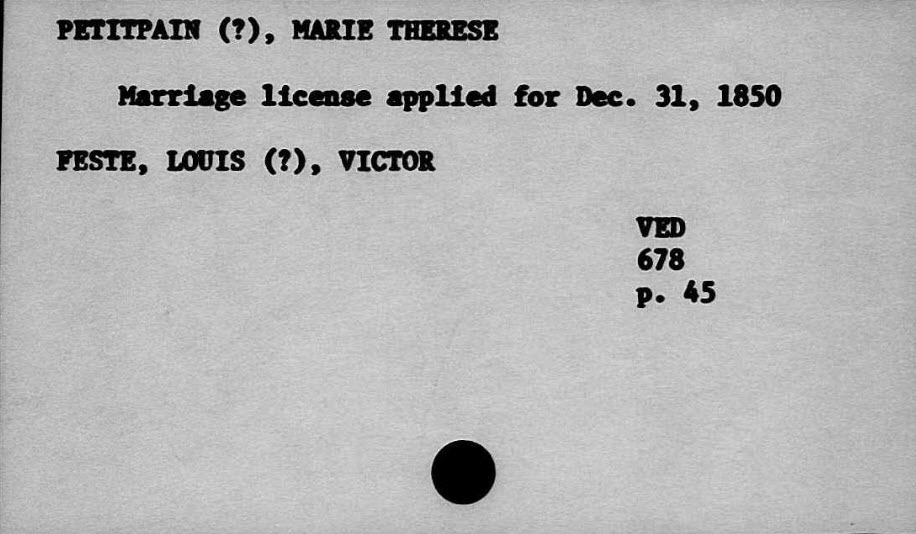 PETITPAIN (?), MARIE THERESE
Marriage license applied for Dec. 31, 1850
FESTE, LOUIS (?), VICTOR
VED
678
p. 45